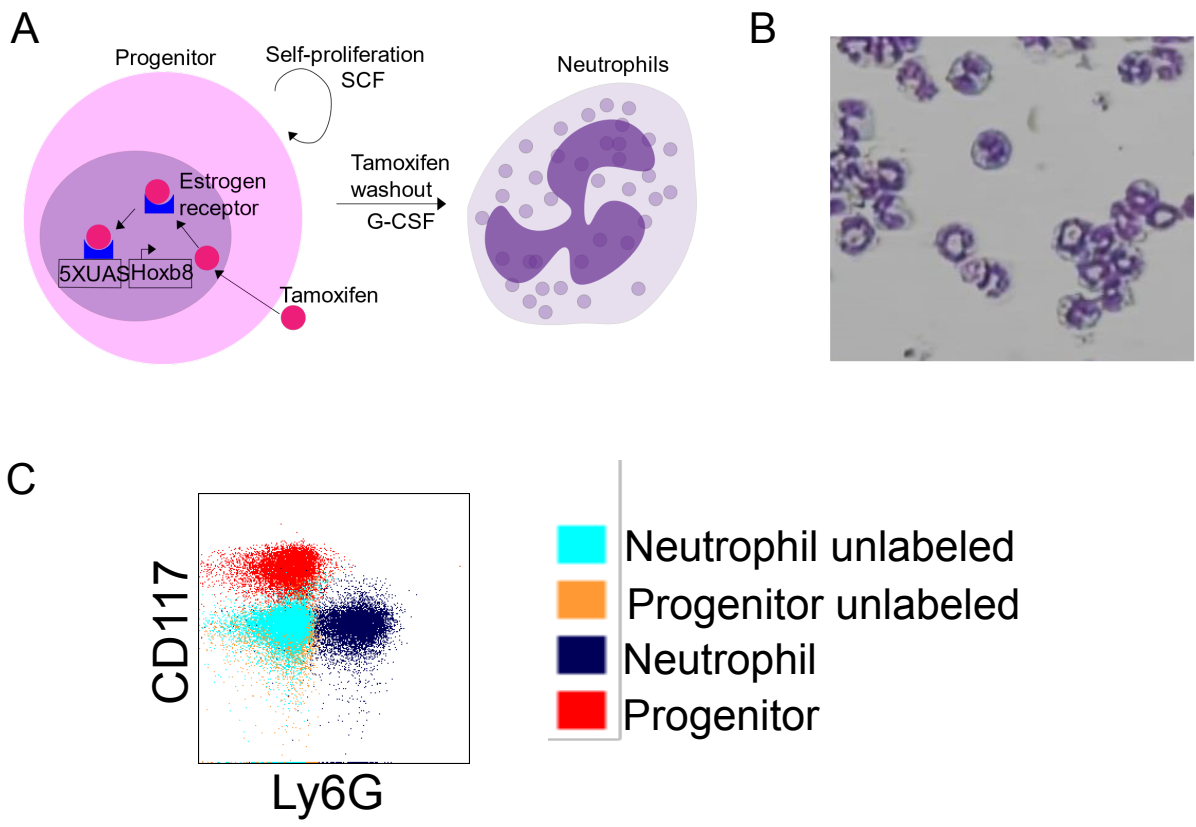 A
Progenitor
Self-proliferation
SCF
Estrogen
receptor
5XUAS
Hoxb8
Tamoxifen
Tamoxifen
washout
G-CSF
Neutrophils
B
C
CD117
Ly6G
Neutrophil unlabeled
Progenitor unlabeled
Neutrophil
Progenitor